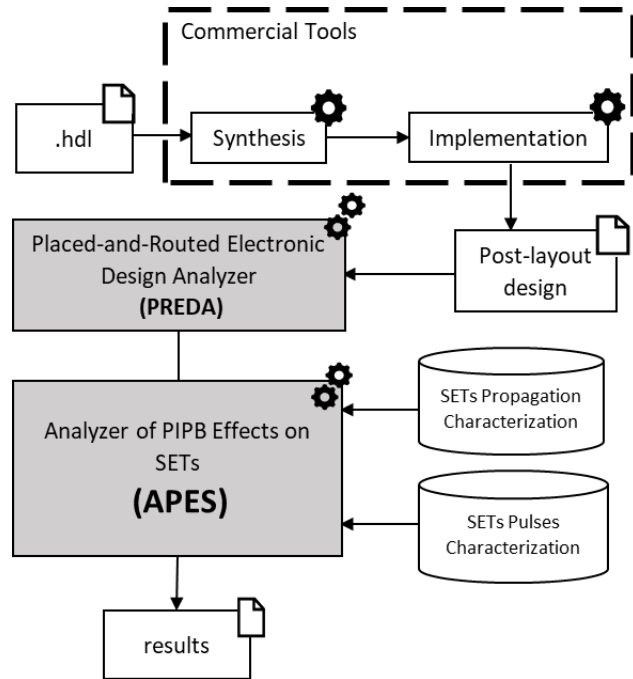 Commercial Tools
.hdl
Synthesis
Implementation
Placed-and-Routed Electronic
Design Analyzer
(PREDA)
Post-layout
design
Analyzer of PIPB Effects on
SETs
(APES)
SETs Propagation
Characterization
SETs Pulses
Characterization
results